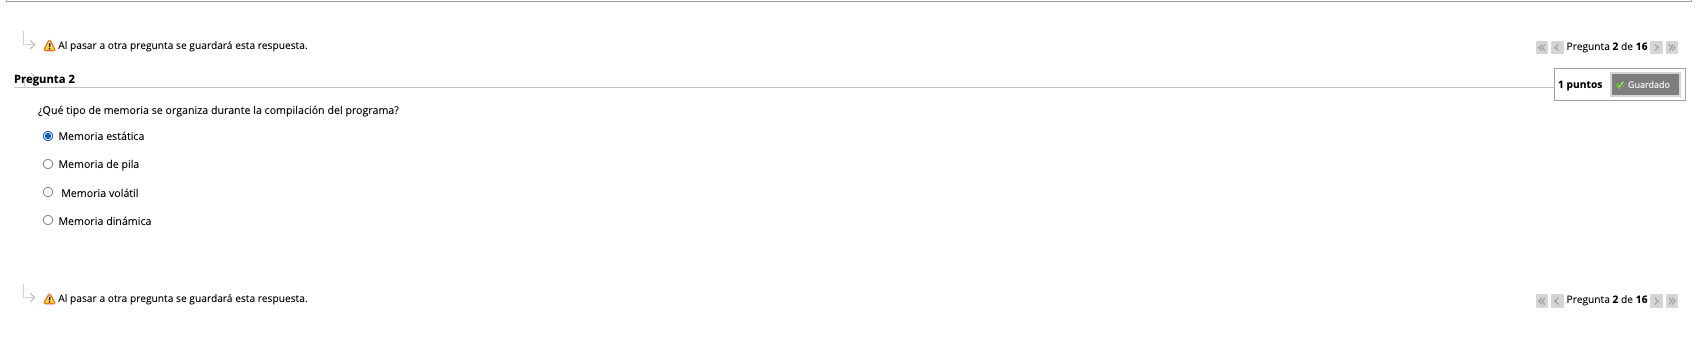 Al pasar a otra pregunta se guardará esta respuesta.
Pregunta 2 de 16
Pregunta 2
1 puntos
Guardado
¿Qué tipo de memoria se organiza durante la compilación del programa?
Memoria estática
Memoria de pila
Memoria volátil
Memoria dinámica
Al pasar a otra pregunta se guardará esta respuesta.
Pregunta 2 de 16